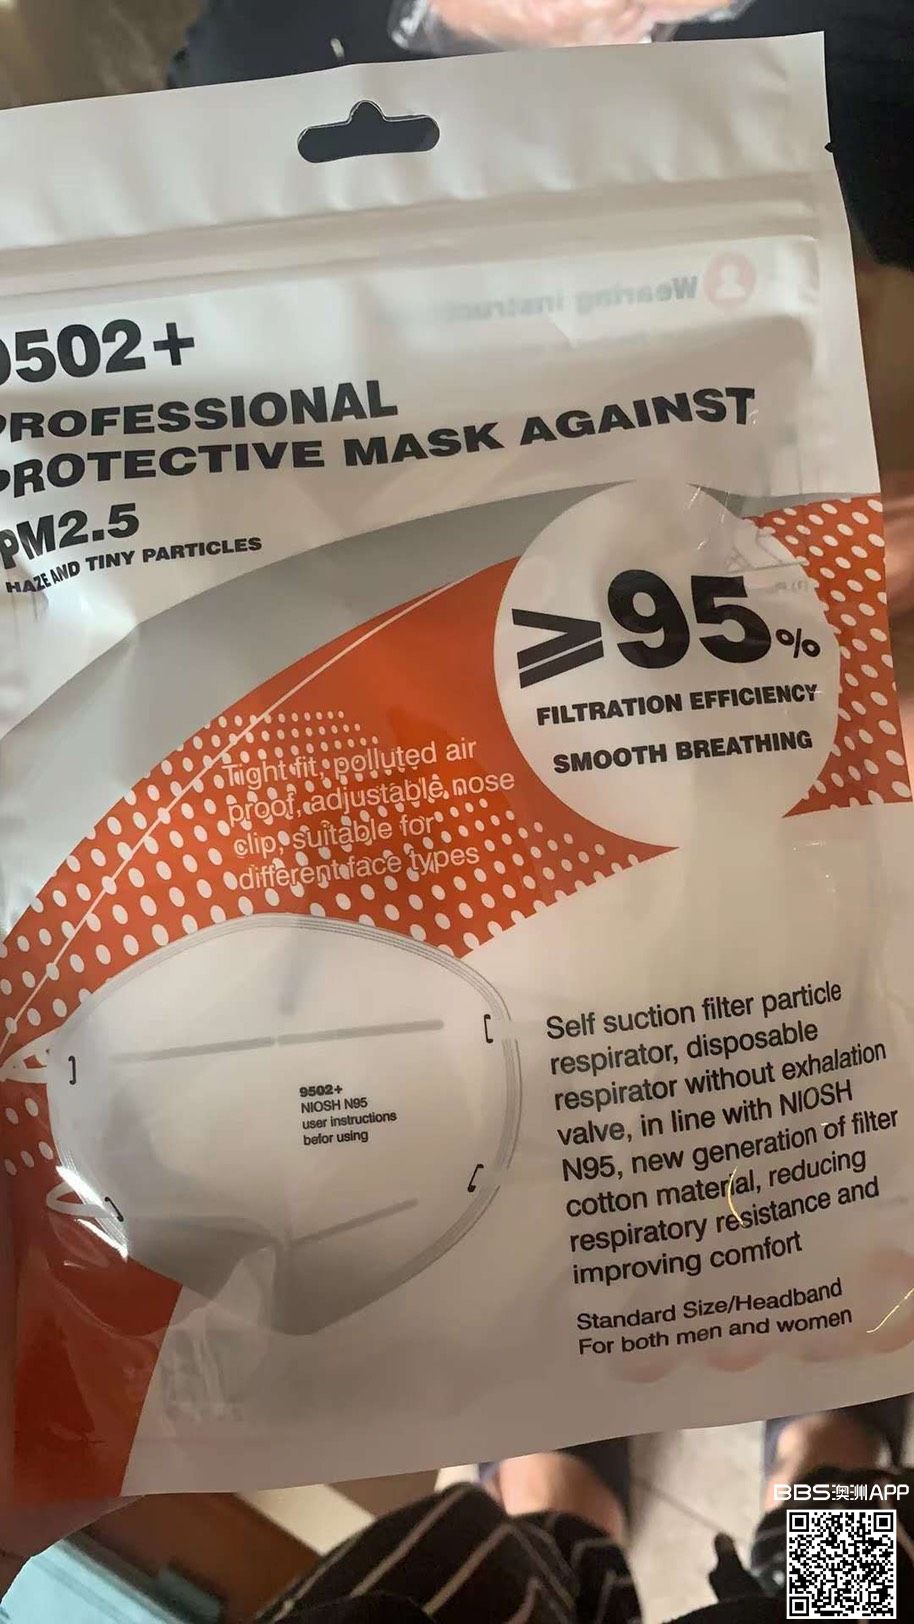 9502+
PROFESSIONAL
PROTECTIVE MASK AGAINST
PM2.5
HAZE AND TINY PARTICLES
≥95%
FILTRATION EFFICIENCY
SMOOTH BREATHING
Tight fit, polluted air
proof, adjustable nose
clip, suitable for
different face types
9502+
NIOSH N95
user instructions
befor using
Self suction filter particle
respirator, disposable
respirator without exhalation
valve, in line with NIOSH
N95, new generation of filter
cotton material, reducing
respiratory resistance and
improving comfort
Standard Size/Headband
For both men and women
BBS澳洲APP